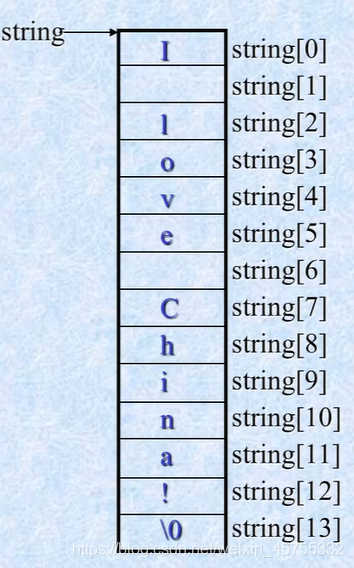 string I string[0]
string[1]
l string[2]
o string[3]
v string[4]
e string[5]
string[6]
C string[7]
h string[8]
i string[9]
n string[10]
a string[11]
! string[12]
\0 string[13]
https://blog.csdn.net/weixin_46765332